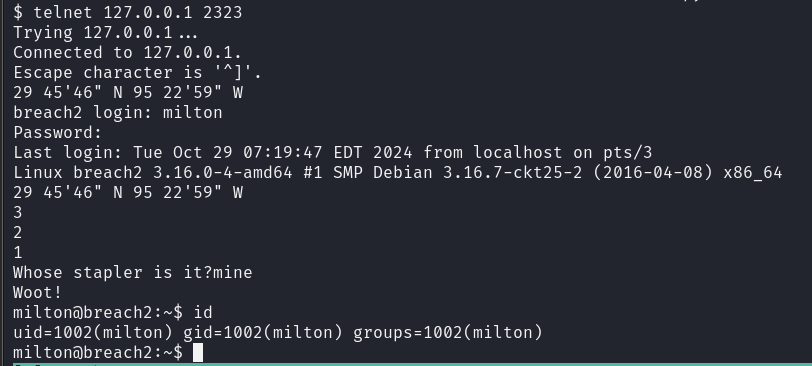 $ telnet 127.0.0.1 2323
Trying 127.0.0.1...
Connected to 127.0.0.1.
Escape character is '^]'.
29 45'46" N 95 22'59" W
breach2 login: milton
Password:
Last login: Tue Oct 29 07:19:47 EDT 2024 from localhost on pts/3
Linux breach2 3.16.0-4-amd64 #1 SMP Debian 3.16.7-ckt25-2 (2016-04-08) x86_64
29 45'46" N 95 22'59" W
3
2
1
Whose stapler is it?mine
Woot!
milton@breach2:~$ id
uid=1002(milton) gid=1002(milton) groups=1002(milton)
milton@breach2:~$